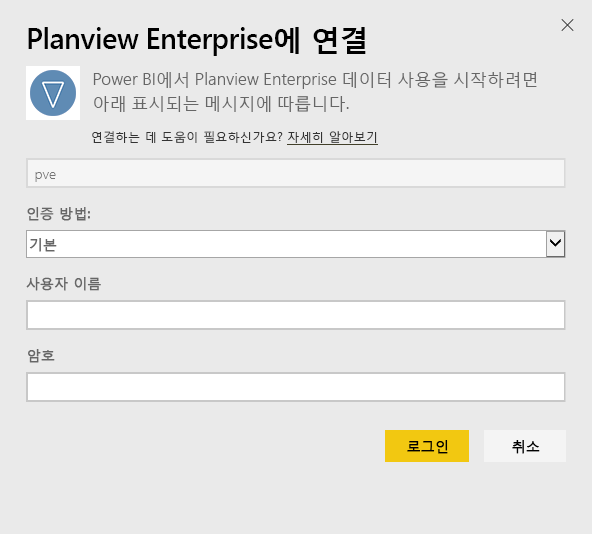 Planview Enterprise에 연결
Power BI에서 Planview Enterprise 데이터 사용을 시작하려면
아래 표시되는 메시지에 따릅니다.
연결하는 데 도움이 필요하신가요? 자세히 알아보기
pve
인증 방법:
기본
사용자 이름
암호
로그인 취소